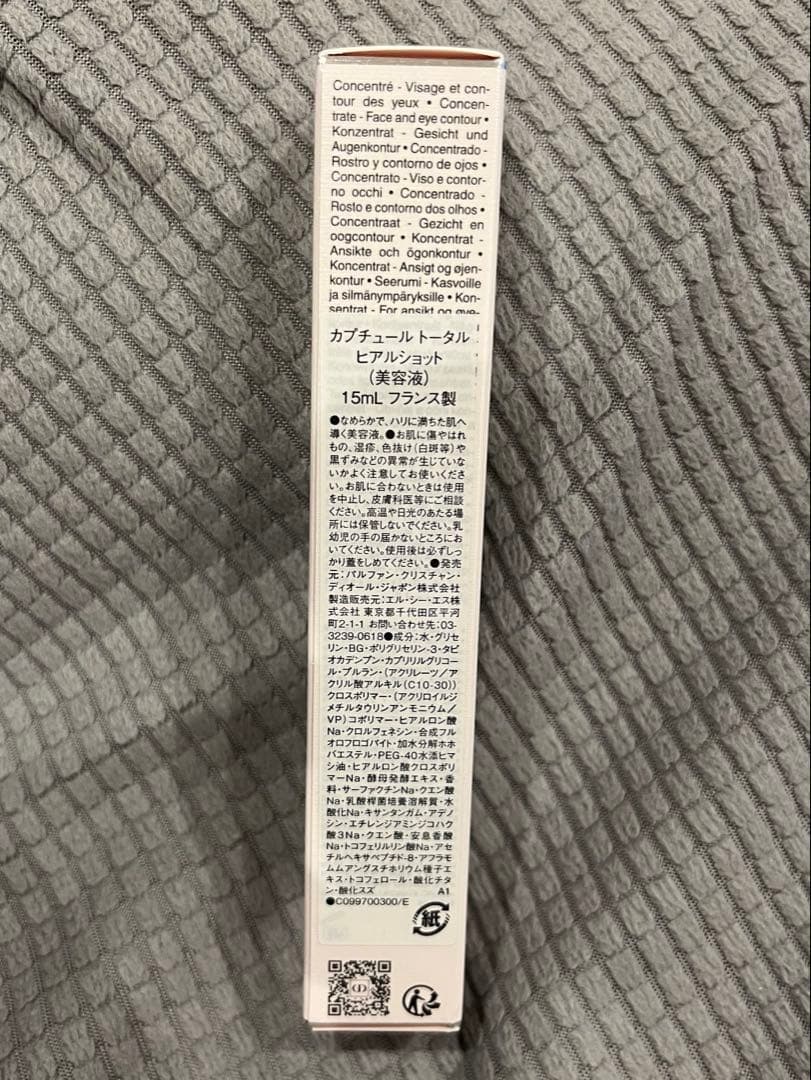 Concentré - Visage et con-
tour des yeux • Concen-
trate - Face and eye contour •
Konzentrat - Gesicht und
Augenkontur • Concentrado -
Rostro y contorno de ojos •
Concentrato - Viso e contor-
no occhi • Concentrado -
Rosto e contorno dos olhos •
Concentraat - Gezicht en
oogcontour • Koncentrat -
Ansikte och ögonkontur •
Koncentrat - Ansigt og øjen-
kontur • Seerumi - Kasvoille
ja silmänympäryksille • Kon-
sentrat - For ansikt og øye-
カプチュール トータル
ヒアルショット
(美容液)
15mL フランス製
●なめらかで、ハリに満ちた肌へ
導く美容液。●お肌に傷やはれ
もの、湿疹、色抜け(白斑等)や
黒ずみなどの異常が生じていな
いかよく注意してお使いくださ
い。お肌に合わないときは使用
を中止し、皮膚科医等にご相談
ください。高温や日光のあたる場
所には保管しないでください。乳
幼児の手の届かないところにお
いてください。使用後は必ずしっ
かり蓋をしめてください。●発売
元:パルファン・クリスチャン・
ディオール・ジャポン株式会社
製造販売元:エル・シー・エス株
式会社 東京都千代田区平河
町2-1-1 お問い合わせ先:03-
3239-0618●成分:水・グリセ
リン・BG・ポリグリセリン-3・タピ
オカデンプン・カプリリルグリコー
ル・プルラン・(アクリレーツ/ア
クリル酸アルキル(C10-30))
クロスポリマー・(アクリロイルジ
メチルタウリンアンモニウム/
VP)コポリマー・ヒアルロン酸
Na・クロルフェネシン・合成フル
オロフロゴパイト・加水分解ホホ
バエステル・PEG-40水添ヒマ
シ油・ヒアルロン酸クロスポリ
マーNa・酵母発酵エキス・香
料・サーファクチンNa・クエン酸
Na・乳酸桿菌培養溶解質・水
酸化Na・キサンタンガム・アデノ
シン・エチレンジアミンジコハク
酸3Na・クエン酸・安息香酸
Na・トコフェリルリン酸Na・アセ
チルヘキサペプチド-8・アフラモ
ムムアングスチホリウム種子エ
キス・トコフェロール・酸化チタ
ン・酸化スズ A1
●C099700300/E
紙
CD